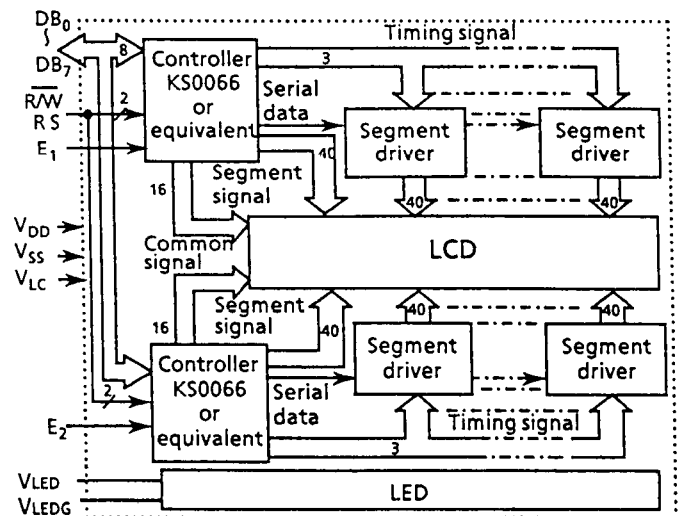 DB0
DB7
R/W
RS
E1
VDD
VSS
VLC
E2
VLED
VLEDG
8
2
Controller
KS0066
or
equivalent
3
Timing signal
Serial
data
Segment
driver
Segment
driver
40
40
40
16
Segment
signal
Common
signal
LCD
16
Segment
signal
40
40
40
2
Controller
KS0066
or
equivalent
Serial
data
Segment
driver
Segment
driver
Timing signal
3
LED